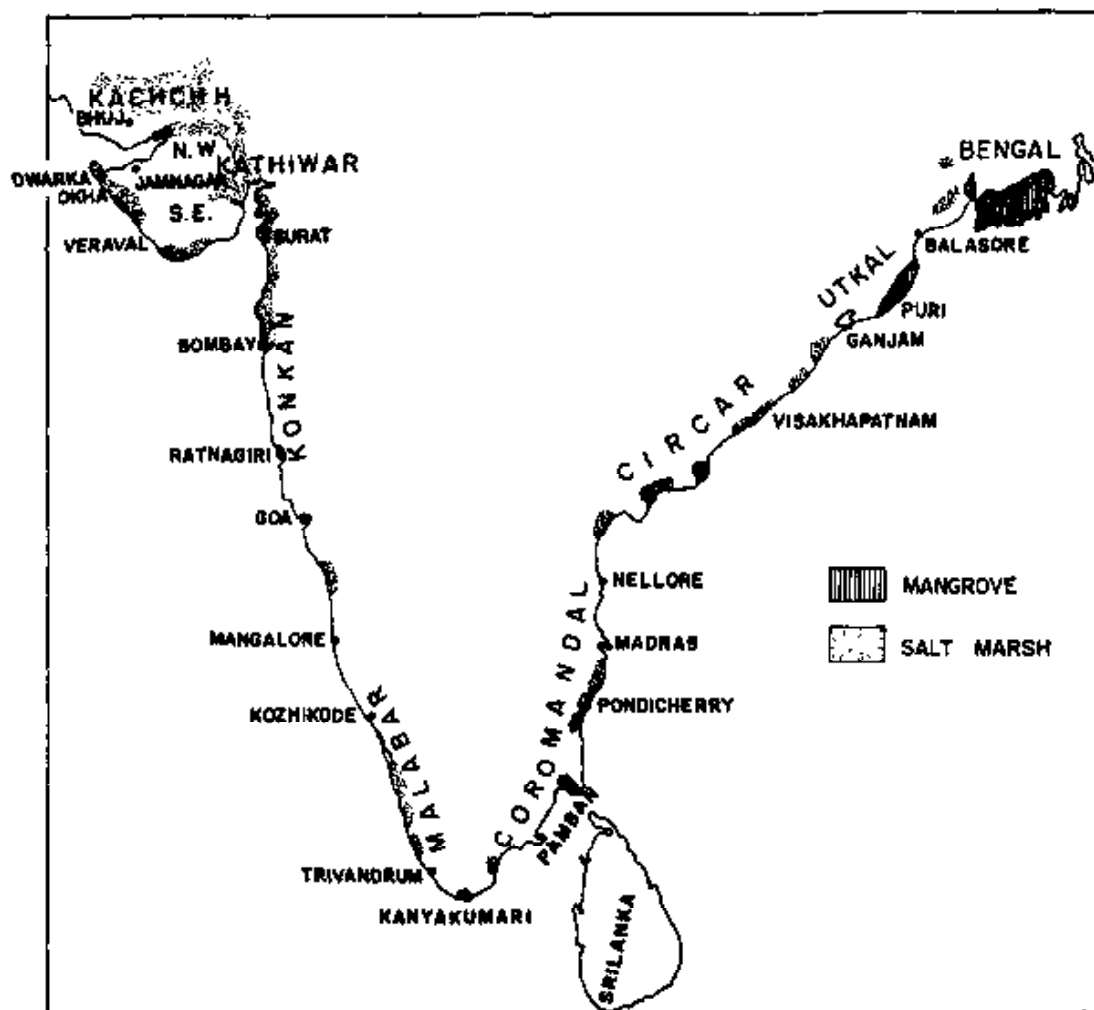 KACHCHH
BHUJ
N.W
KATHIWAR
DWARKA
JAMNAGAR
OKHA
S.E.
VERAVAL
SURAT
BOMBAY
KONKAN
RATNAGIRI
GOA
MANGALORE
KOZHIKODE
MALABAR
TRIVANDRUM
KANYAKUMARI
BENGAL
BALASORE
UTKAL
PURI
GANJAM
CIRCAR
VISAKHAPATNAM
NELLORE
MADRAS
COROMANDAL
PONDICHERRY
PAMBAN
SRILANKA
MANGROVE
SALT MARSH